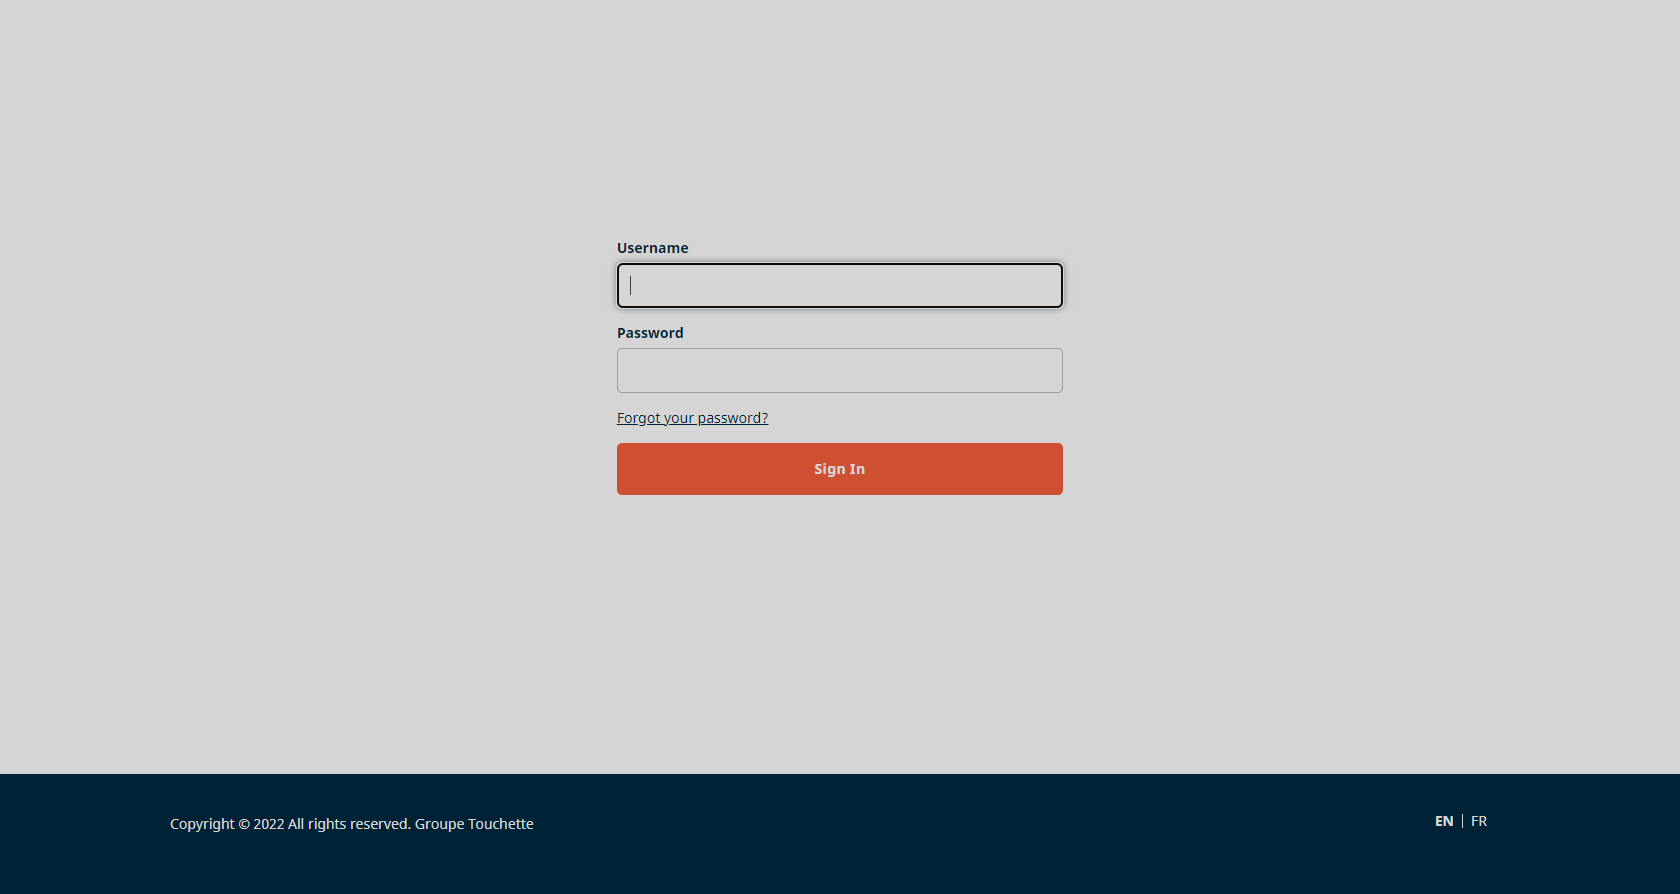 Username
Password
Forgot your password?
Sign In
Copyright © 2022 All rights reserved. Groupe Touchette
EN | FR